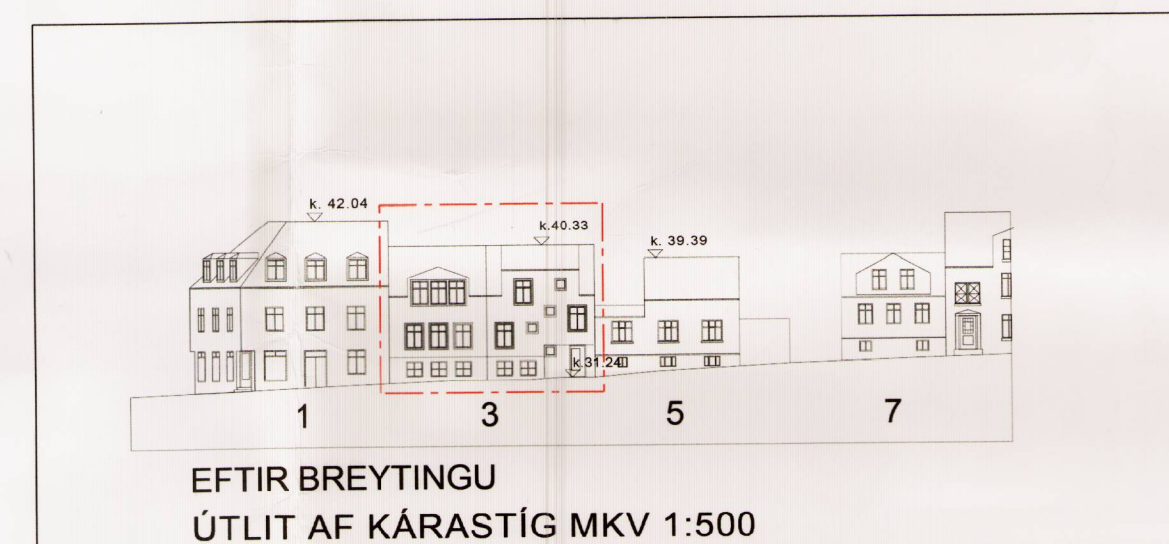 k. 42.04
k.40.33
k. 39.39
k.31.24
1 3 5 7
EFTIR BREYTINGU
ÚTLIT AF KÁRASTÍG MKV 1:500